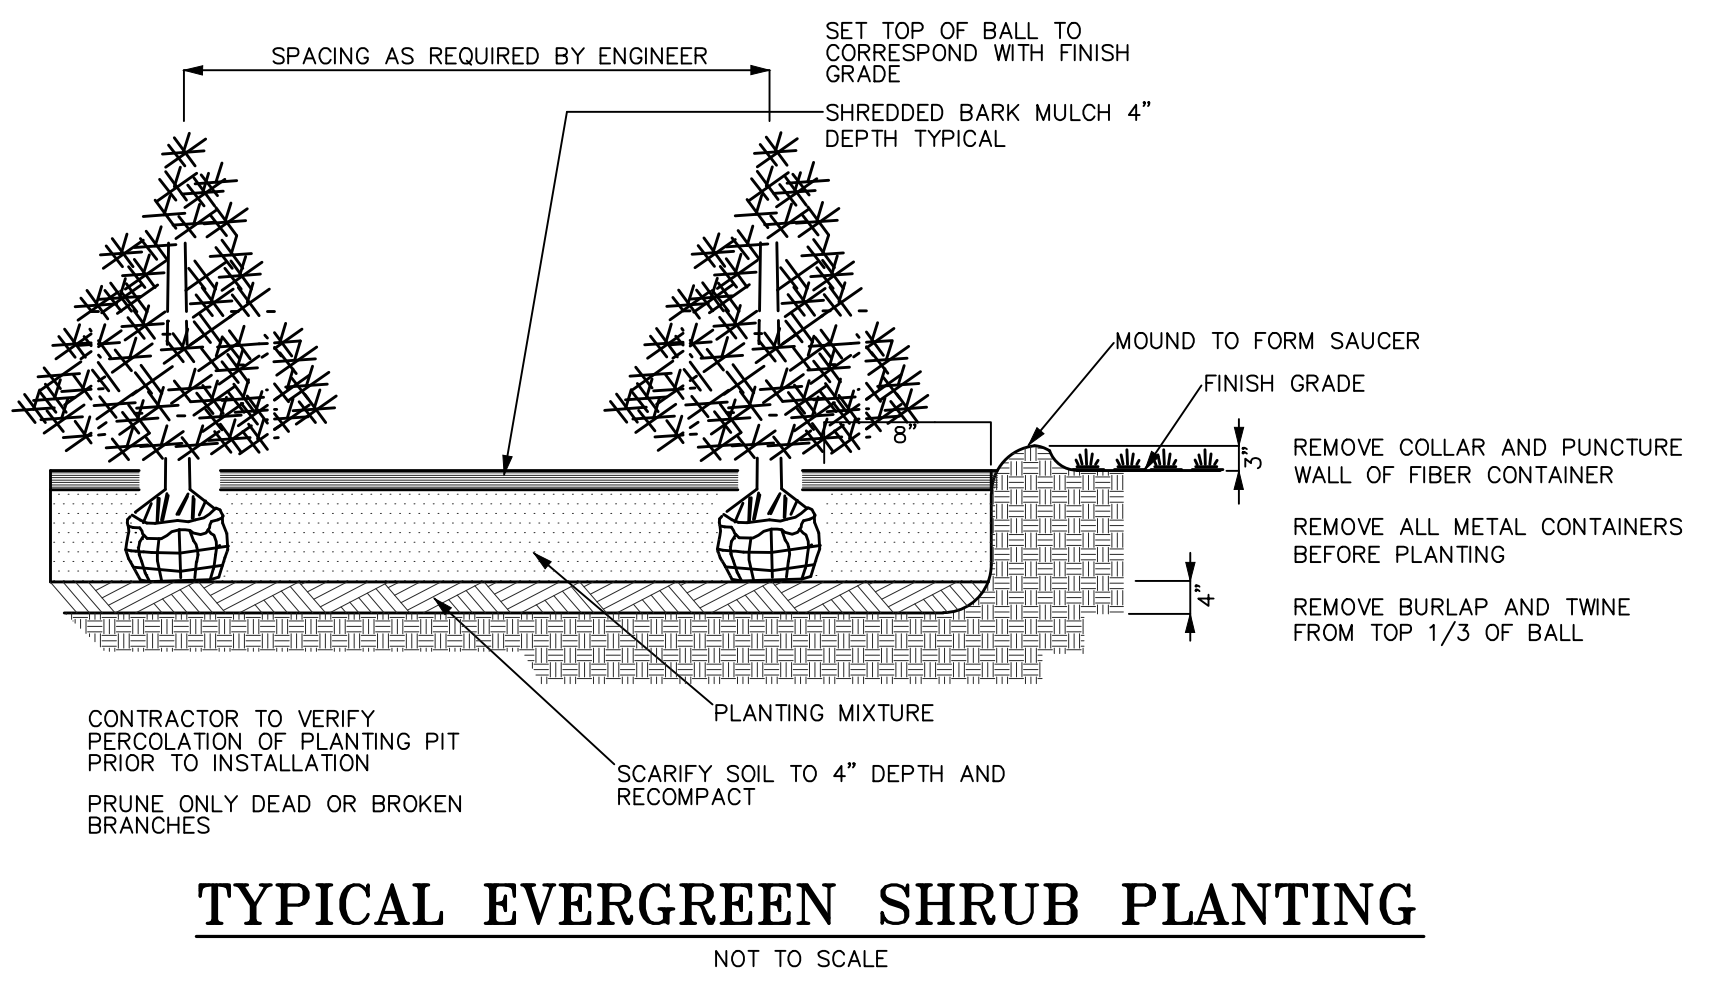 SPACING AS REQUIRED BY ENGINEER
SET TOP OF BALL TO
CORRESPOND WITH FINISH
GRADE
SHREDDED BARK MULCH 4"
DEPTH TYPICAL
MOUND TO FORM SAUCER
FINISH GRADE
8"
3"
4"
REMOVE COLLAR AND PUNCTURE
WALL OF FIBER CONTAINER
REMOVE ALL METAL CONTAINERS
BEFORE PLANTING
REMOVE BURLAP AND TWINE
FROM TOP 1/3 OF BALL
PLANTING MIXTURE
SCARIFY SOIL TO 4" DEPTH AND
RECOMPACT
CONTRACTOR TO VERIFY
PERCOLATION OF PLANTING PIT
PRIOR TO INSTALLATION
PRUNE ONLY DEAD OR BROKEN
BRANCHES
TYPICAL EVERGREEN SHRUB PLANTING
NOT TO SCALE